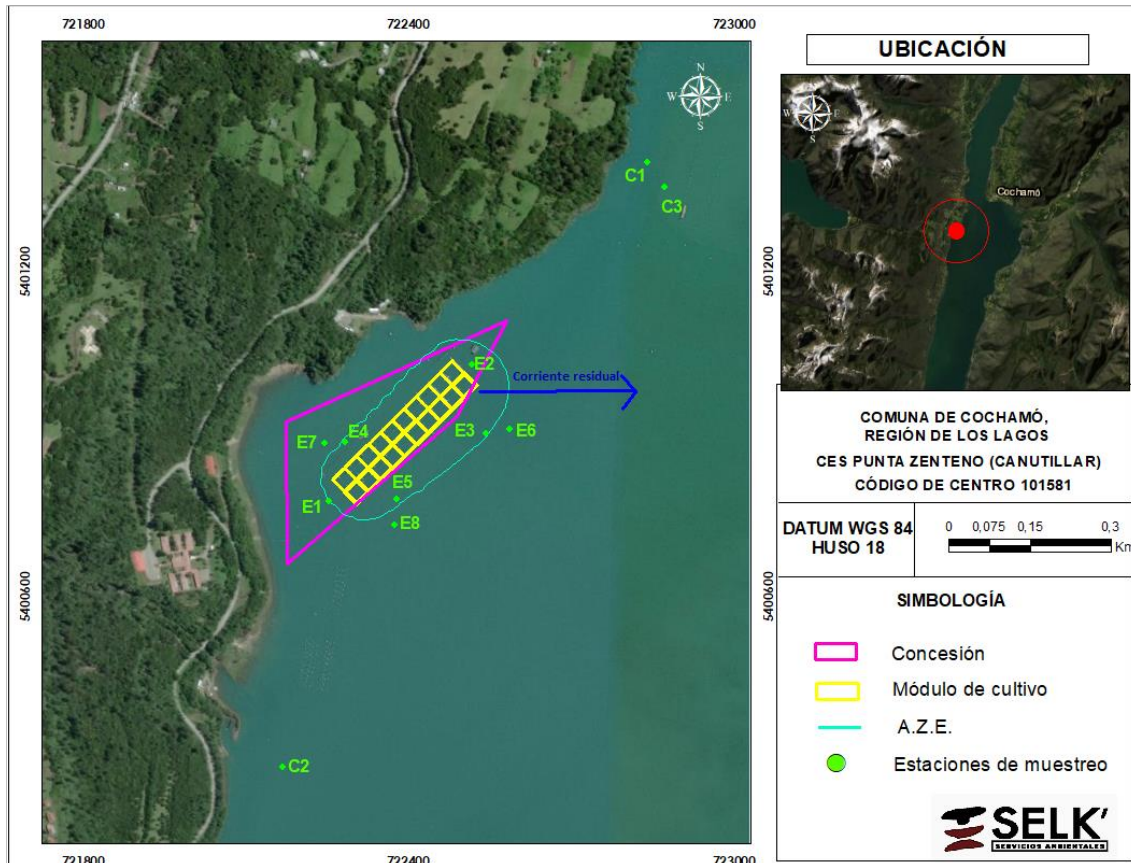 721800
722400
723000
N
W
E
S
C1
C3
5401200
5401200
E2
Corriente residual
E7
E4
E3
E6
E5
E1
E8
5400600
5400600
C2
721800
722400
723000
UBICACIÓN
N
W
E
S
Cochamó
COMUNA DE COCHAMÓ,
REGIÓN DE LOS LAGOS
CES PUNTA ZENTENO (CANUTILLAR)
CÓDIGO DE CENTRO 101581
DATUM WGS 84
HUSO 18
0 0,075 0,15 0,3
Km
SIMBOLOGÍA
Concesión
Módulo de cultivo
A.Z.E.
Estaciones de muestreo
SELK'
SERVICIOS AMBIENTALES